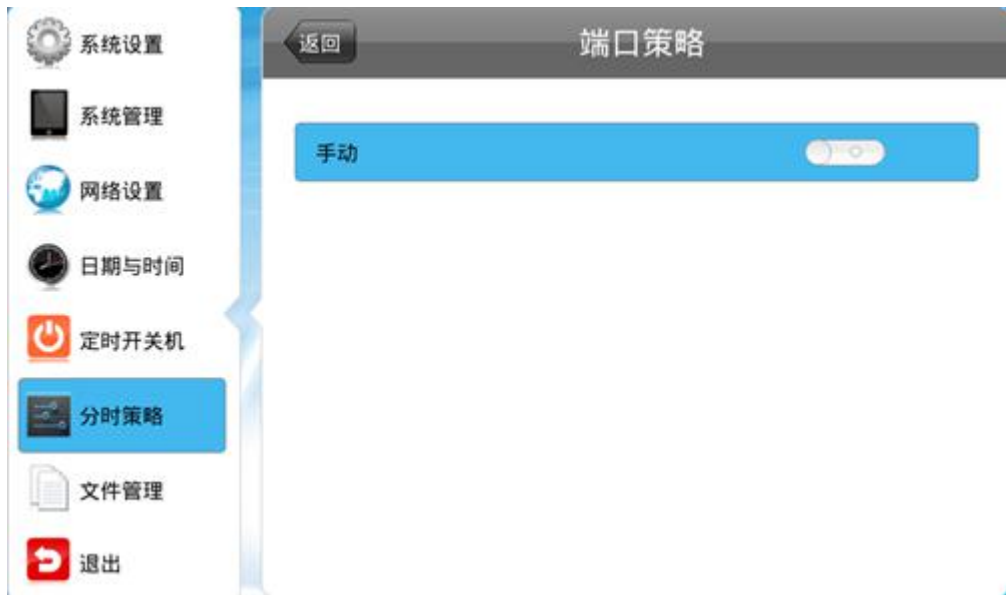 系统设置
系统管理
网络设置
日期与时间
定时开关机
分时策略
文件管理
退出
返回
端口策略
手动